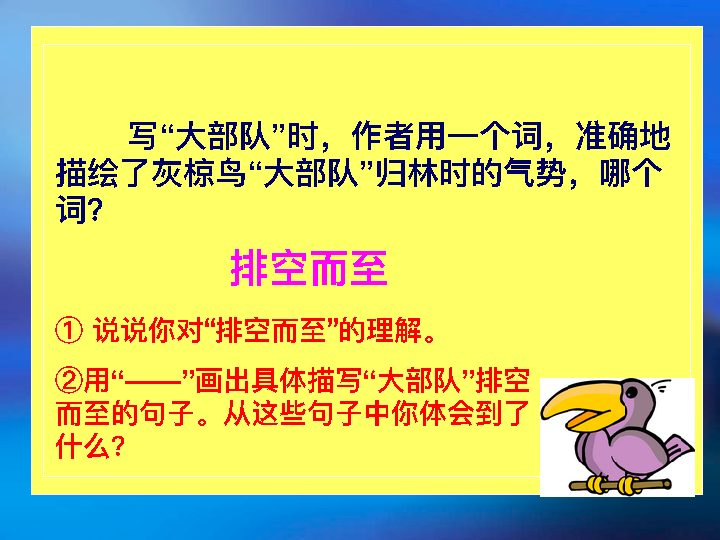 写“大部队”时，作者用一个词，准确地
描绘了灰椋鸟“大部队”归林时的气势，哪个
词？
排空而至
① 说说你对“排空而至”的理解。
②用“——”画出具体描写“大部队”排空
而至的句子。从这些句子中你体会到了
什么？